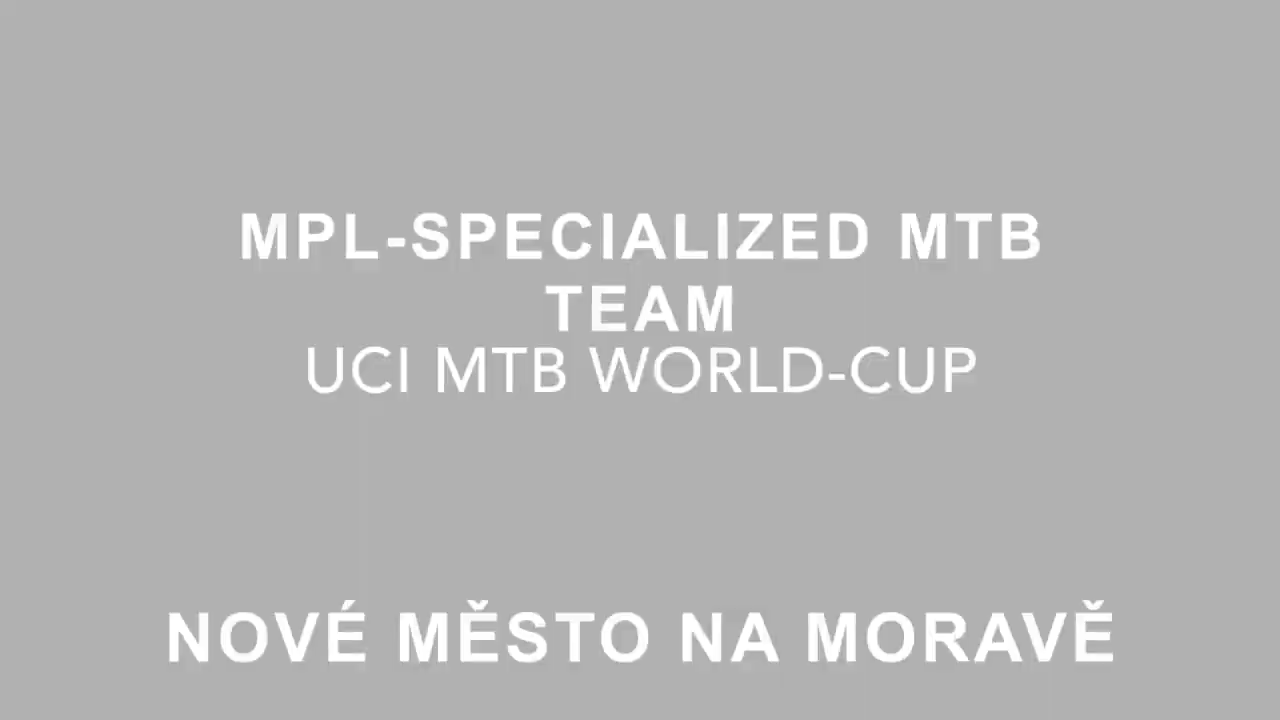 MPL-SPECIALIZED MTB
TEAM
UCI MTB WORLD-CUP
NOVÉ MĚSTO NA MORAVĚ